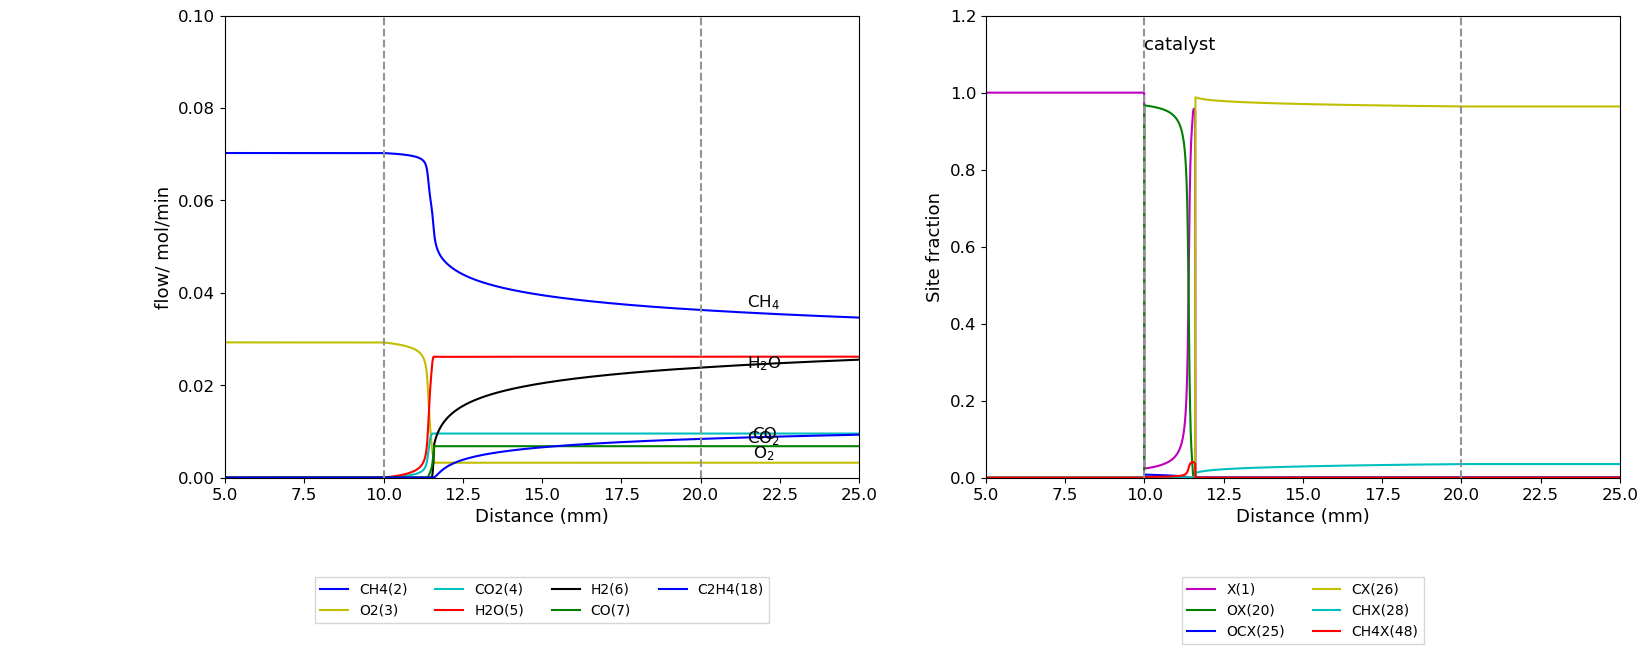 0.10
0.08
0.06
0.04
0.02
0.00
flow/ mol/min
CH₄
H₂O
CO
CO₂
O₂
5.0 7.5 10.0 12.5 15.0 17.5 20.0 22.5 25.0
Distance (mm)
CH4(2) CO2(4) H2(6) C2H4(18)
O2(3) H2O(5) CO(7)
1.2
1.0
0.8
0.6
0.4
0.2
0.0
Site fraction
catalyst
5.0 7.5 10.0 12.5 15.0 17.5 20.0 22.5 25.0
Distance (mm)
X(1) CX(26)
OX(20) CHX(28)
OCX(25) CH4X(48)